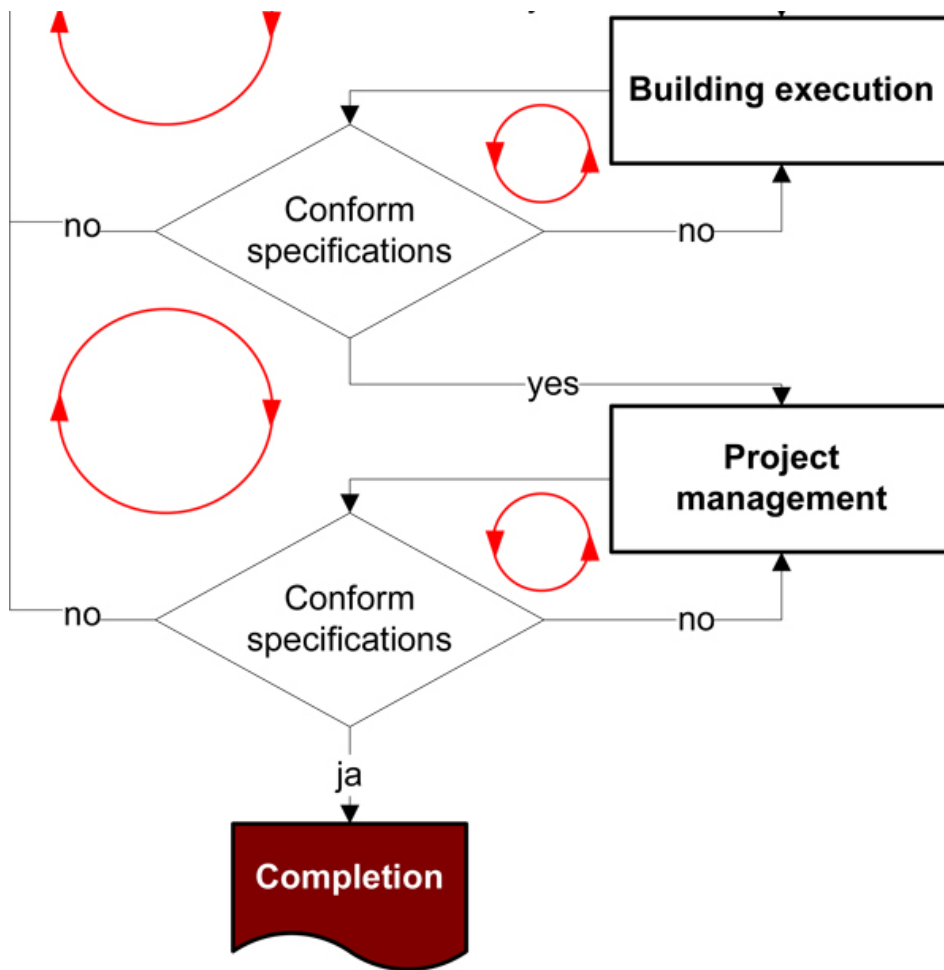 Building execution
Conform
specifications
no
no
yes
Project
management
Conform
specifications
no
no
ja
Completion